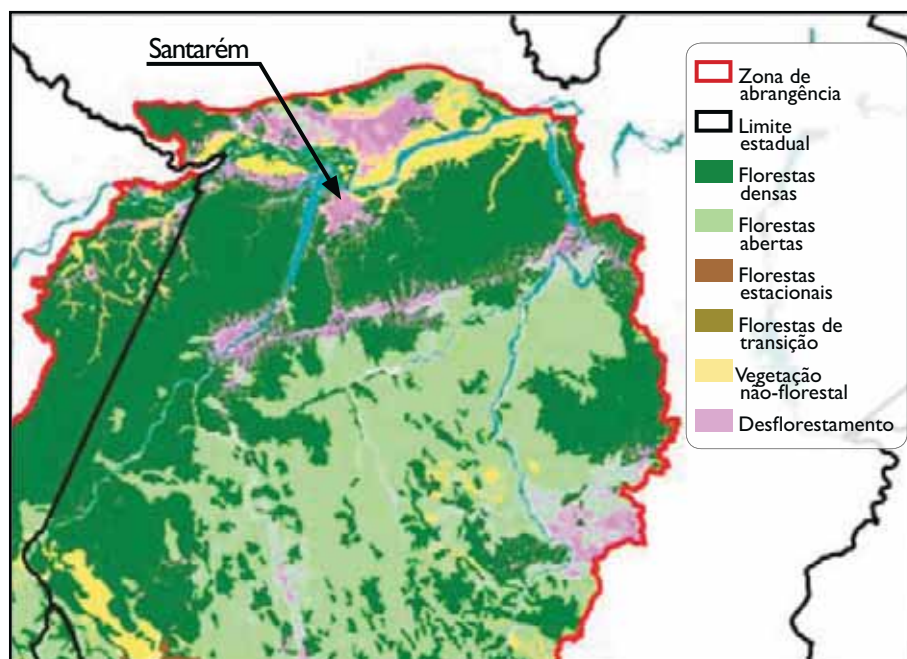 Santarém
Zona de
abrangência
Limite
estadual
Florestas
densas
Florestas
abertas
Florestas
estacionais
Florestas de
transição
Vegetação
não-florestal
Desflorestamento